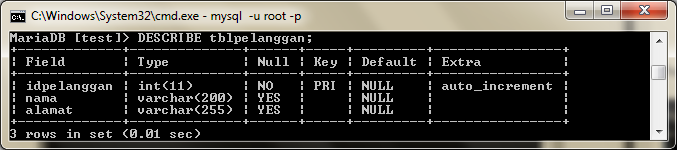 C:\Windows\System32\cmd.exe - mysql  -u root -p
MariaDB [test]> DESCRIBE tblpelanggan;
+-------------+--------------+------+-----+---------+----------------+
| Field       | Type         | Null | Key | Default | Extra          |
+-------------+--------------+------+-----+---------+----------------+
| idpelanggan | int(11)      | NO   | PRI | NULL    | auto_increment |
| nama        | varchar(200) | YES  |     | NULL    |                |
| alamat      | varchar(255) | YES  |     | NULL    |                |
+-------------+--------------+------+-----+---------+----------------+
3 rows in set (0.01 sec)